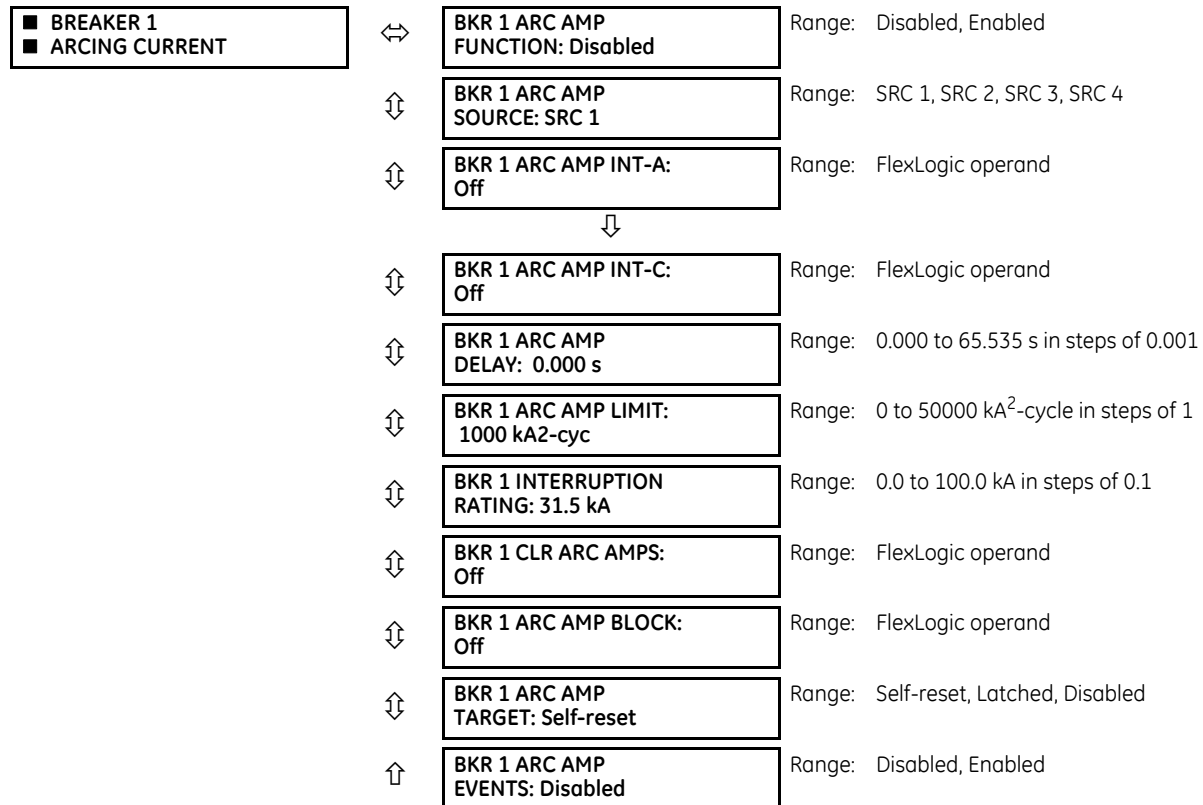 ■ BREAKER 1
■ ARCING CURRENT
BKR 1 ARC AMP
FUNCTION: Disabled
Range: Disabled, Enabled
BKR 1 ARC AMP
SOURCE: SRC 1
Range: SRC 1, SRC 2, SRC 3, SRC 4
BKR 1 ARC AMP INT-A:
Off
Range: FlexLogic operand
BKR 1 ARC AMP INT-C:
Off
Range: FlexLogic operand
BKR 1 ARC AMP
DELAY: 0.000 s
Range: 0.000 to 65.535 s in steps of 0.001
BKR 1 ARC AMP LIMIT:
1000 kA2-cyc
Range: 0 to 50000 kA²-cycle in steps of 1
BKR 1 INTERRUPTION
RATING: 31.5 kA
Range: 0.0 to 100.0 kA in steps of 0.1
BKR 1 CLR ARC AMPS:
Off
Range: FlexLogic operand
BKR 1 ARC AMP BLOCK:
Off
Range: FlexLogic operand
BKR 1 ARC AMP
TARGET: Self-reset
Range: Self-reset, Latched, Disabled
BKR 1 ARC AMP
EVENTS: Disabled
Range: Disabled, Enabled